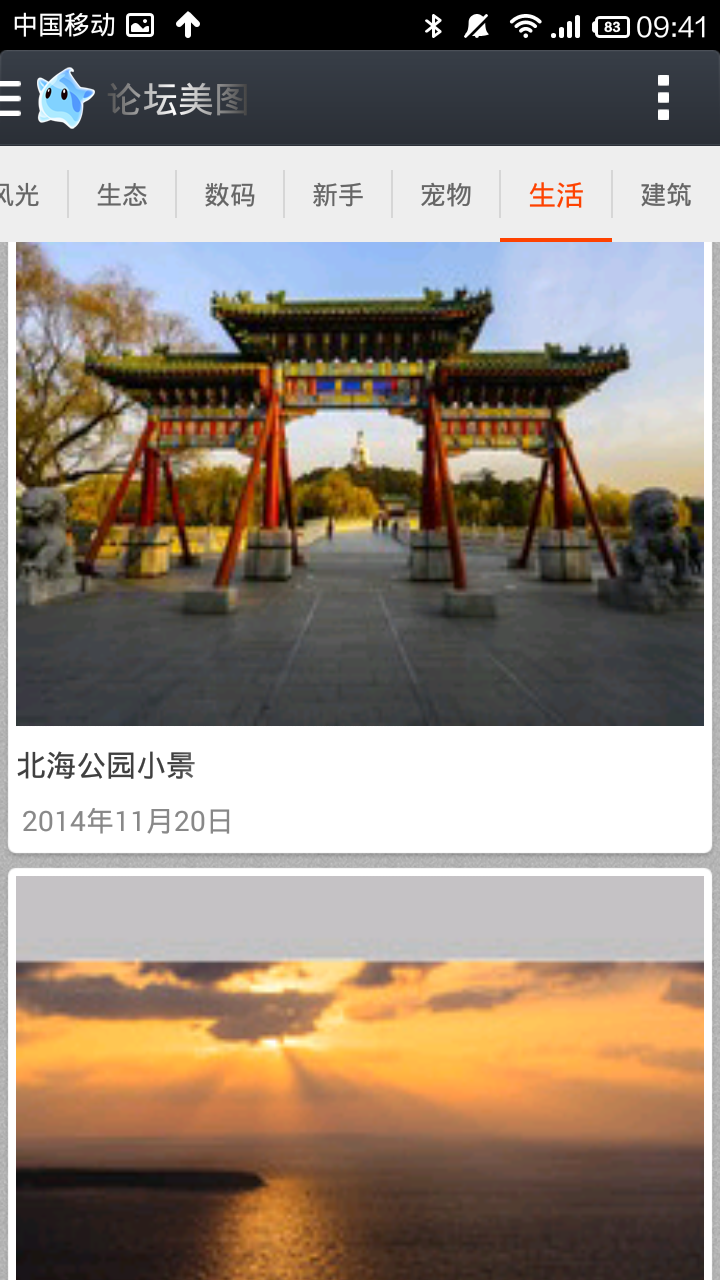 中国移动 83 09:41
论坛美图
风光 生态 数码 新手 宠物 生活 建筑
北海公园小景
2014年11月20日